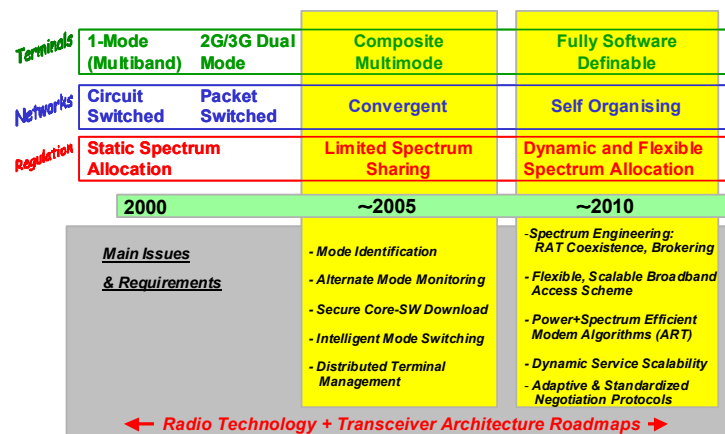 Terminals
1-Mode
(Multiband)
2G/3G Dual
Mode
Composite
Multimode
Fully Software
Definable
Networks
Circuit
Switched
Packet
Switched
Convergent
Self Organising
Regulation
Static Spectrum
Allocation
Limited Spectrum
Sharing
Dynamic and Flexible
Spectrum Allocation
2000
~2005
~2010
Main Issues
& Requirements
- Mode Identification
- Alternate Mode Monitoring
- Secure Core-SW Download
- Intelligent Mode Switching
- Distributed Terminal
Management
-Spectrum Engineering:
RAT Coexistence, Brokering
- Flexible, Scalable Broadband
Access Scheme
- Power+Spectrum Efficient
Modem Algorithms (ART)
- Dynamic Service Scalability
- Adaptive & Standardized
Negotiation Protocols
Radio Technology + Transceiver Architecture Roadmaps